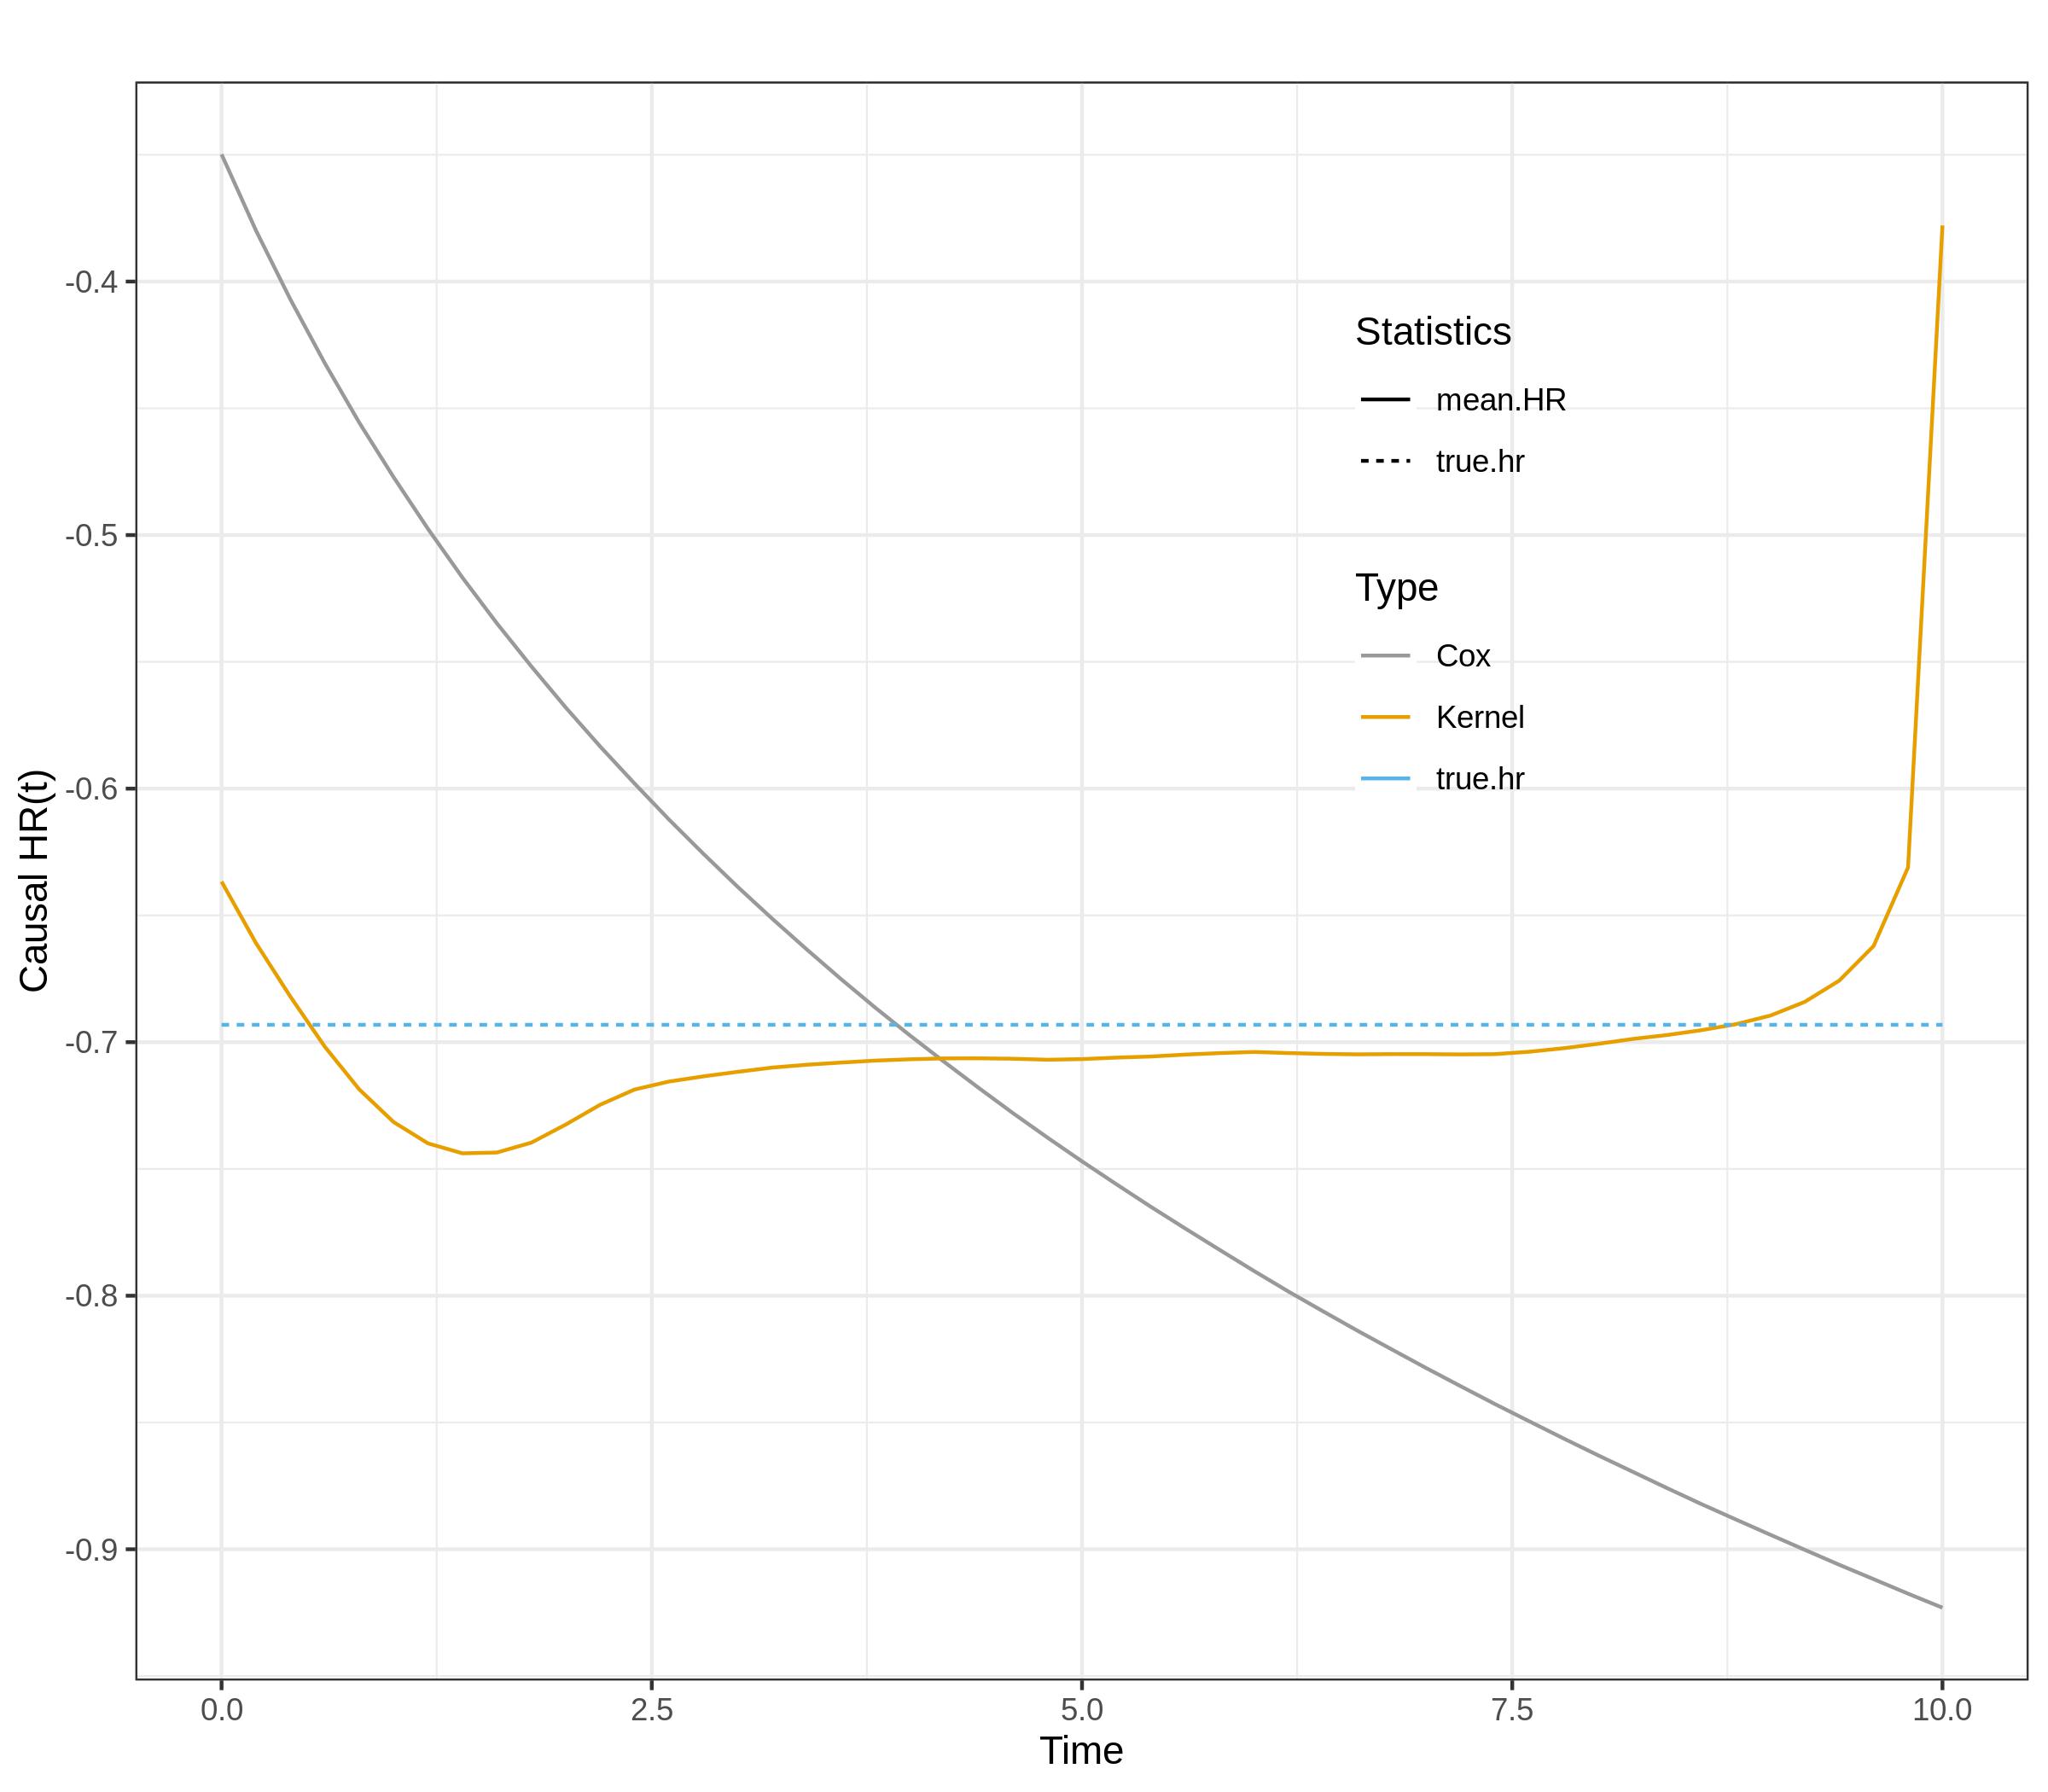 Causal HR(t)
-0.4
-0.5
-0.6
-0.7
-0.8
-0.9
Statistics
mean.HR
true.hr
Type
Cox
Kernel
true.hr
0.0 2.5 5.0 7.5 10.0
Time